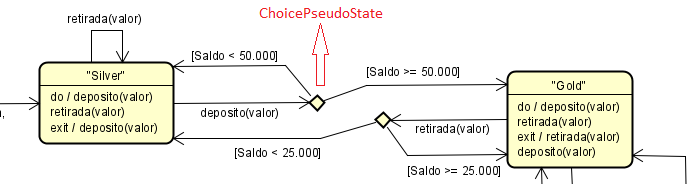 ChoicePseudoState
retirada(valor)
[Saldo < 50.000]
[Saldo >= 50.000]
"Silver"
do / deposito(valor)
retirada(valor)
exit / deposito(valor)
deposito(valor)
"Gold"
do / deposito(valor)
retirada(valor)
exit / retirada(valor)
deposito(valor)
retirada(valor)
[Saldo < 25.000]
[Saldo >= 25.000]